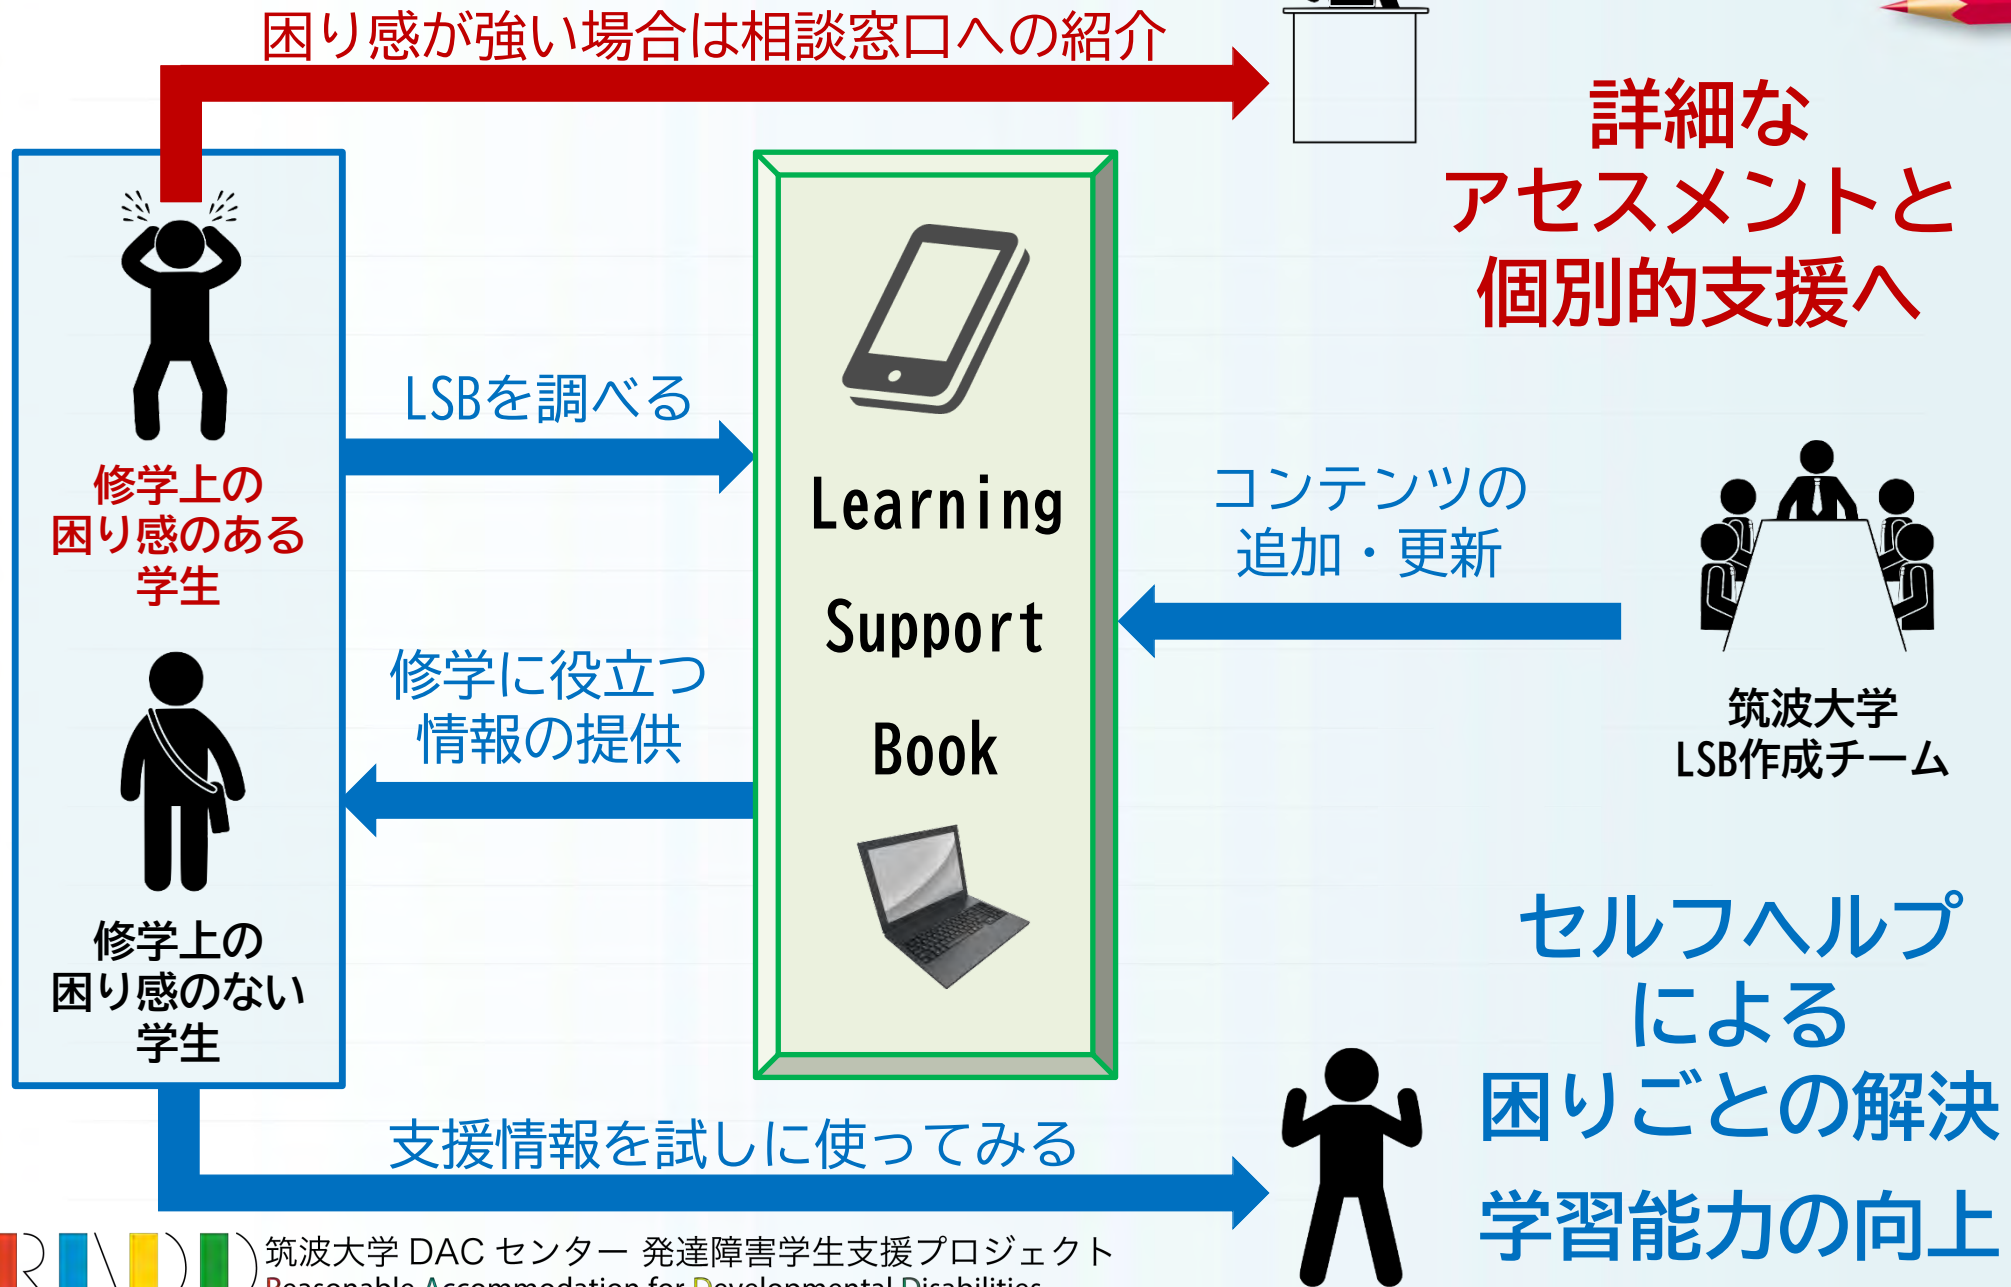 困り感が強い場合は相談窓口への紹介
詳細な
アセスメントと
個別的支援へ
修学上の
困り感のある
学生
LSBを調べる
Learning
Support
Book
コンテンツの
追加・更新
筑波大学
LSB作成チーム
修学に役立つ
情報の提供
修学上の
困り感のない
学生
セルフヘルプ
による
困りごとの解決
学習能力の向上
支援情報を試しに使ってみる
筑波大学 DAC センター 発達障害学生支援プロジェクト
Reasonable Accommodation for Developmental Disabilities